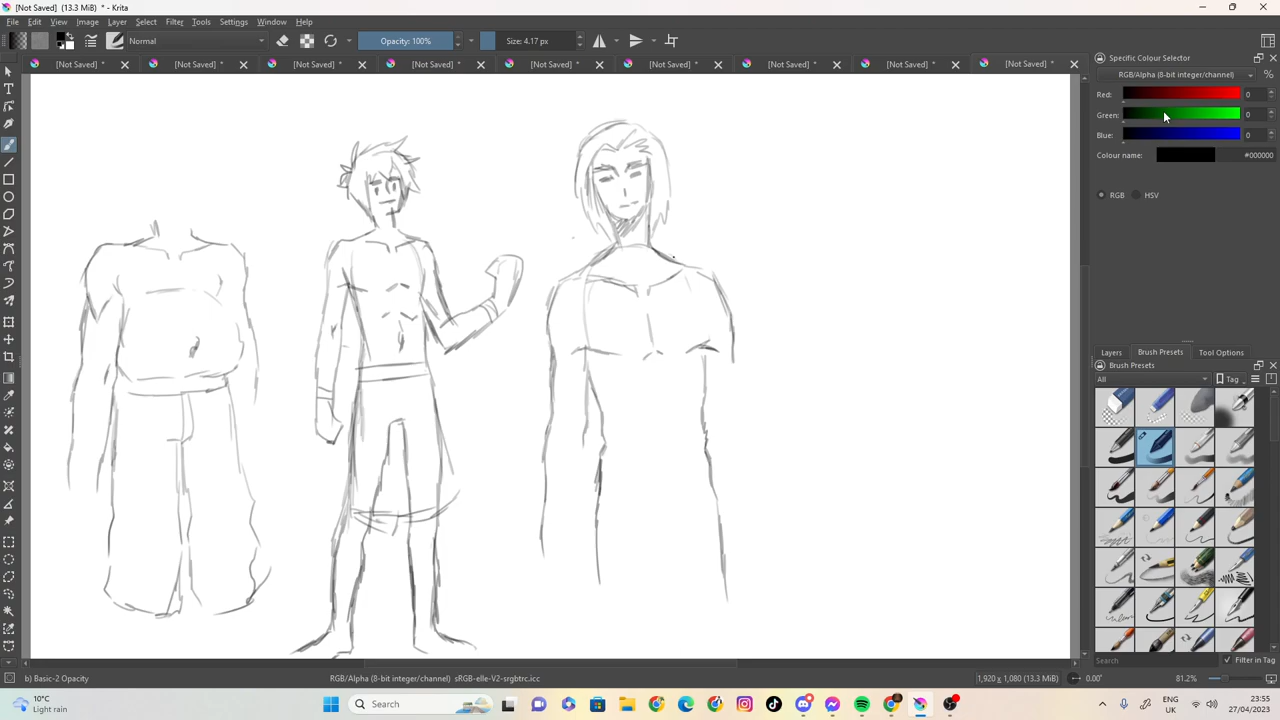 [Not Saved] (13.3 MiB) * - Krita
File Edit View Image Layer Select Filter Tools Settings Window Help
Normal Opacity: 100% Size: 4.17 px
[Not Saved] * [Not Saved] * [Not Saved] * [Not Saved] * [Not Saved] * [Not Saved] * [Not Saved] * [Not Saved] * [Not Saved] *
Specific Colour Selector
RGB/Alpha (8-bit integer/channel) %
Red: 0
Green: 0
Blue: 0
Colour name: #000000
RGB HSV
Layers Brush Presets Tool Options
Brush Presets
All Tag
Search Filter in Tag
b) Basic-2 Opacity RGB/Alpha (8-bit integer/channel) sRGB-elle-V2-srgbtrc.icc 1,920 x 1,080 (13.3 MiB) 0.00° 81.2%
10°C
Light rain
Search
ENG
UK
23:55
27/04/2023